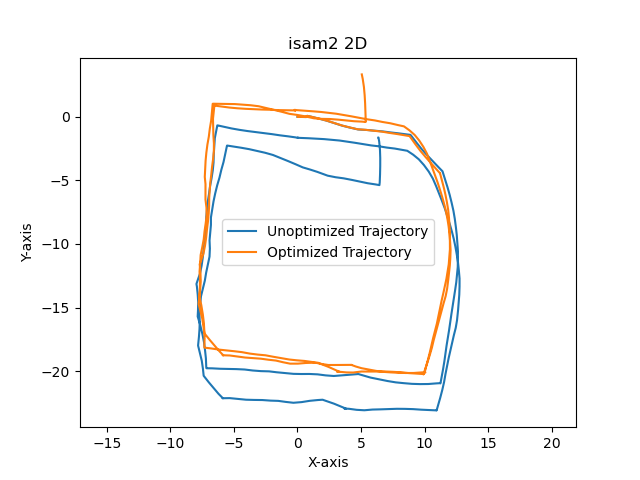 isam2 2D
0
−5
−10
−15
−20
Y-axis
Unoptimized Trajectory
Optimized Trajectory
−15 −10 −5 0 5 10 15 20
X-axis